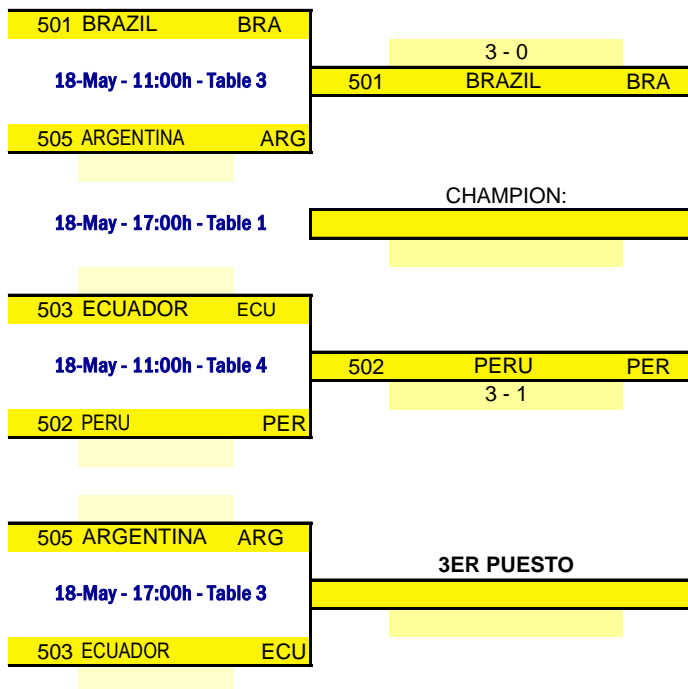 501 BRAZIL BRA
3 - 0
18-May - 11:00h - Table 3
501 BRAZIL BRA
505 ARGENTINA ARG
CHAMPION:
18-May - 17:00h - Table 1
503 ECUADOR ECU
18-May - 11:00h - Table 4
502 PERU PER
3 - 1
502 PERU PER
505 ARGENTINA ARG
3ER PUESTO
18-May - 17:00h - Table 3
503 ECUADOR ECU